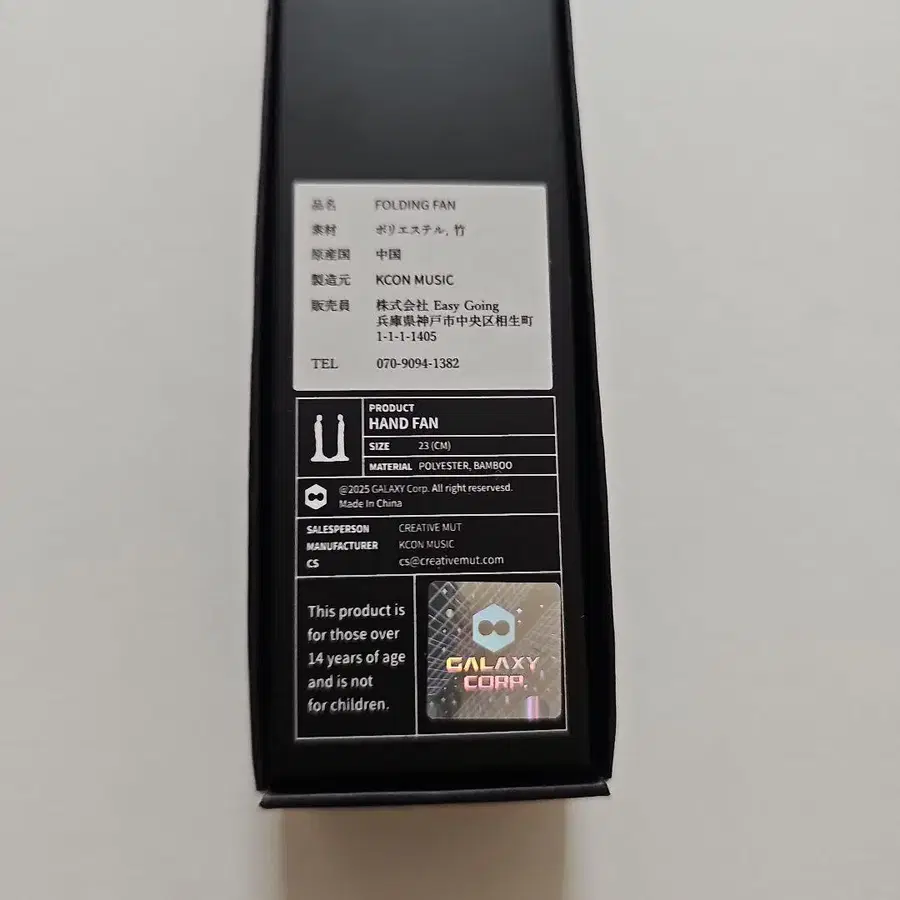 品名 FOLDING FAN
素材 ポリエステル, 竹
原産国 中国
製造元 KCON MUSIC
販売員 株式会社 Easy Going
兵庫県神戸市中央区相生町
1-1-1-1405
TEL 070-9094-1382
PRODUCT
HAND FAN
SIZE 23 (CM)
MATERIAL POLYESTER, BAMBOO
@2025 GALAXY Corp. All right reservesd.
Made In China
SALESPERSON CREATIVE MUT
MANUFACTURER KCON MUSIC
CS cs@creativemut.com
This product is
for those over
14 years of age
and is not
for children.
GALAXY
CORP.